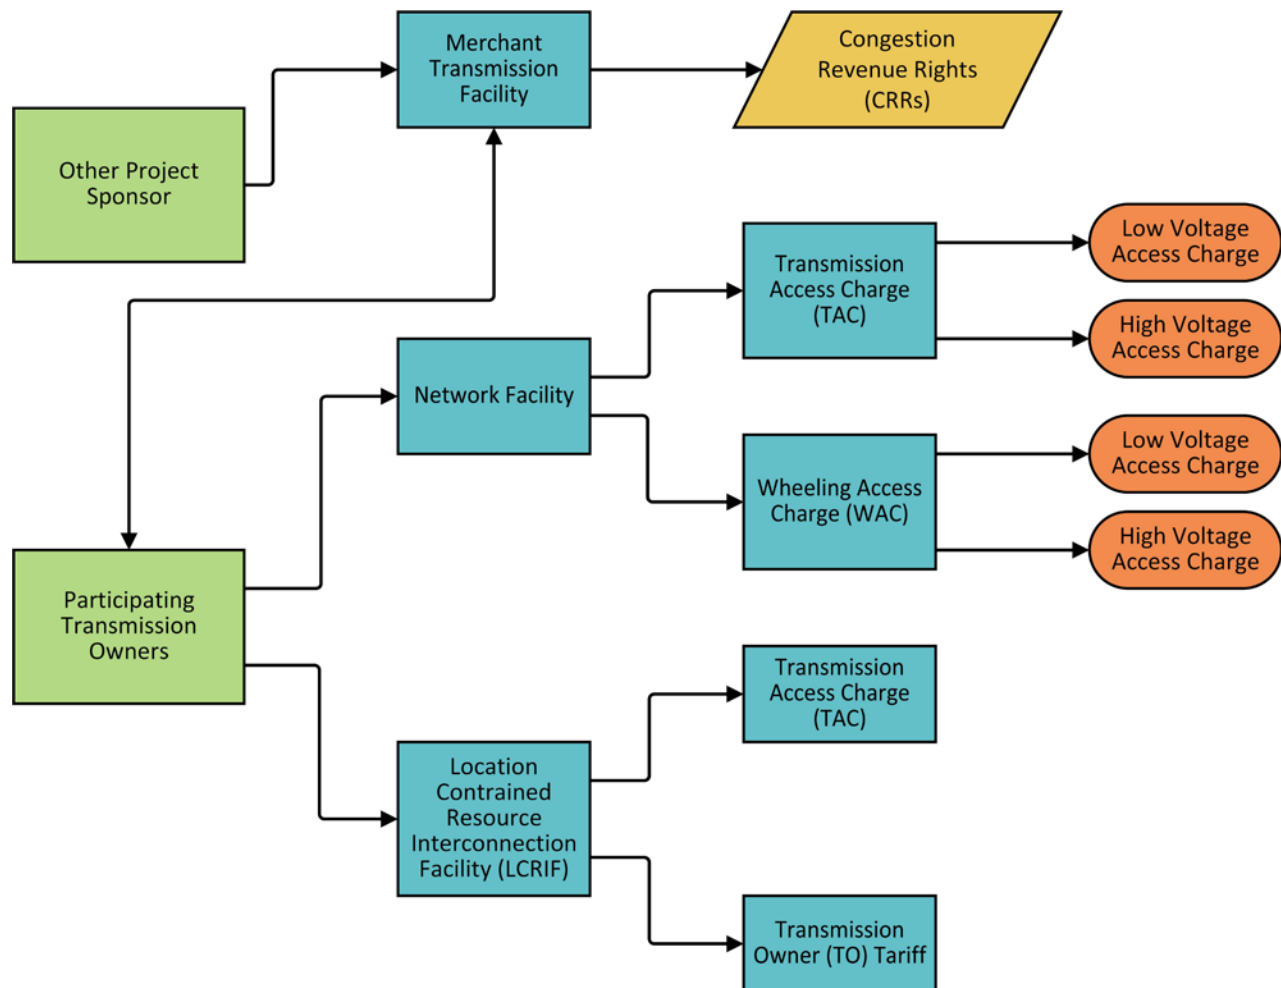 Merchant
Transmission
Facility
Congestion
Revenue Rights
(CRRs)
Other Project
Sponsor
Transmission
Access Charge
(TAC)
Low Voltage
Access Charge
High Voltage
Access Charge
Network Facility
Wheeling Access
Charge (WAC)
Low Voltage
Access Charge
High Voltage
Access Charge
Participating
Transmission
Owners
Transmission
Access Charge
(TAC)
Location
Contrained
Resource
Interconnection
Facility (LCRIF)
Transmission
Owner (TO) Tariff